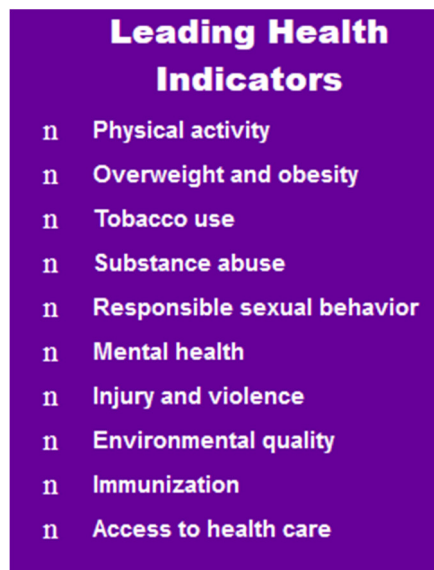 Leading Health
Indicators
n Physical activity
n Overweight and obesity
n Tobacco use
n Substance abuse
n Responsible sexual behavior
n Mental health
n Injury and violence
n Environmental quality
n Immunization
n Access to health care